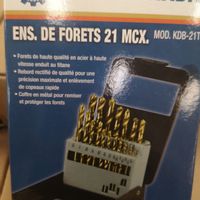 ENS. DE FORETS 21 MCX. MOD. KDB-21T
• Forets de haute qualité en acier à haute
vitesse enduit au titane
• Rebord rectifié de qualité pour une
précision maximale et enlèvement
de copeaux rapide
• Coffre en métal pour remiser
et protéger les forets